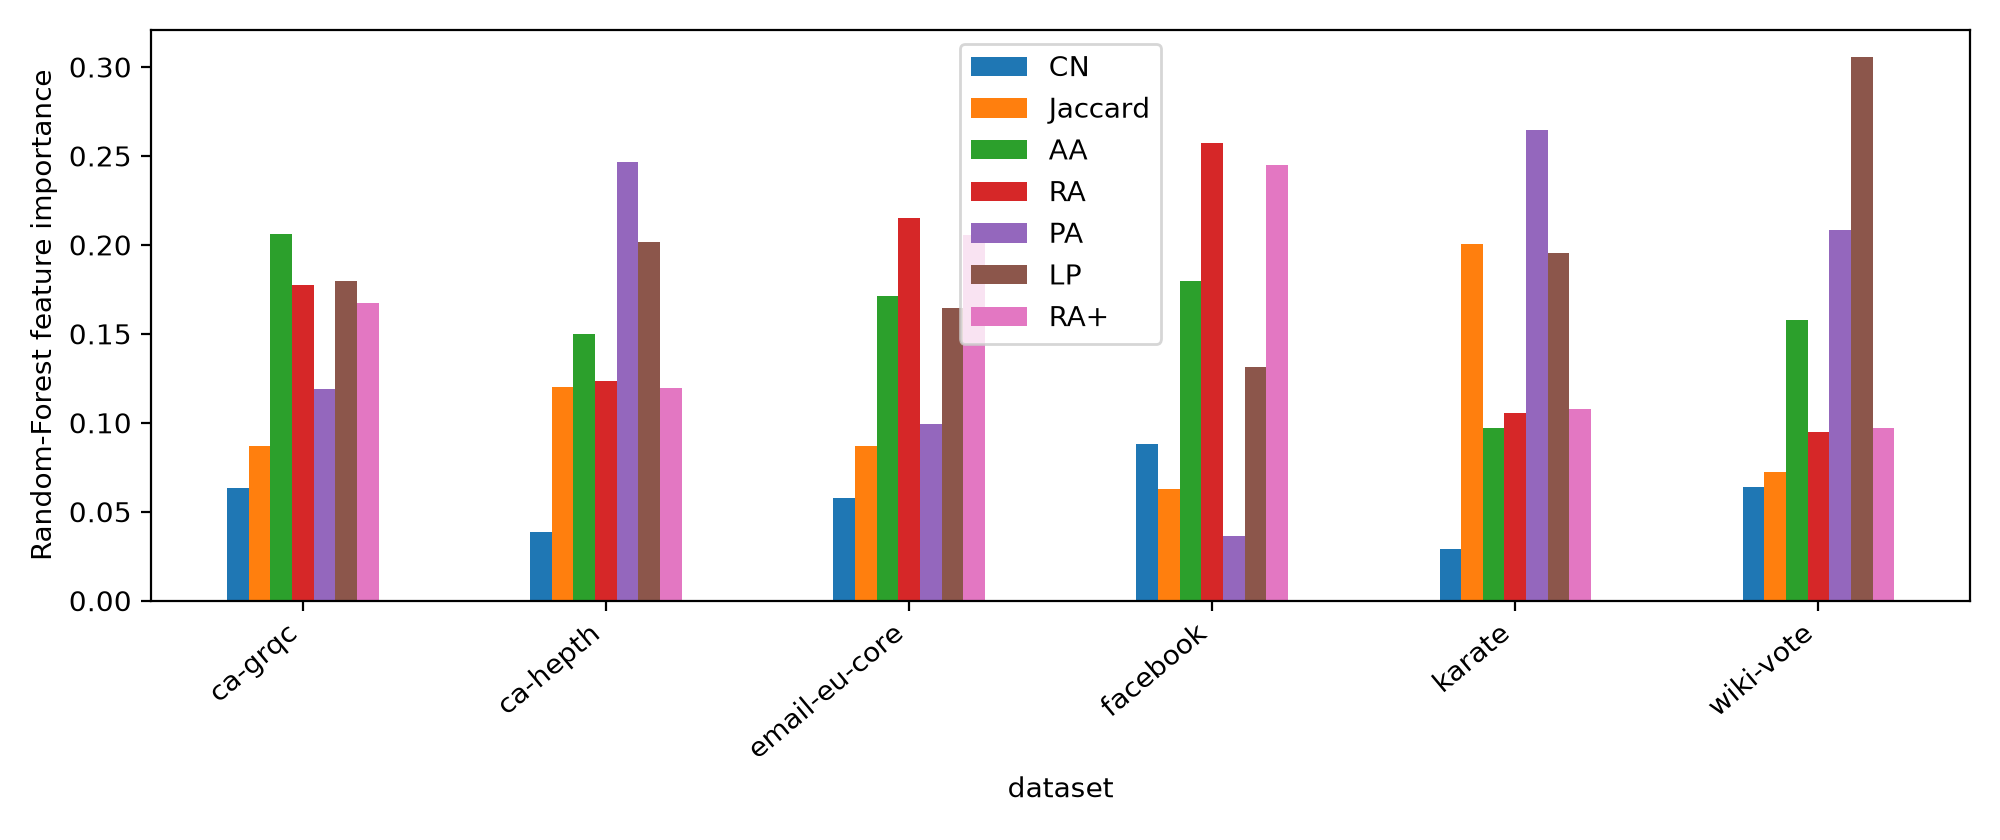 Random-Forest feature importance
0.30
0.25
0.20
0.15
0.10
0.05
0.00
CN
Jaccard
AA
RA
PA
LP
RA+
ca-grqc
ca-hepth
email-eu-core
facebook
karate
wiki-vote
dataset